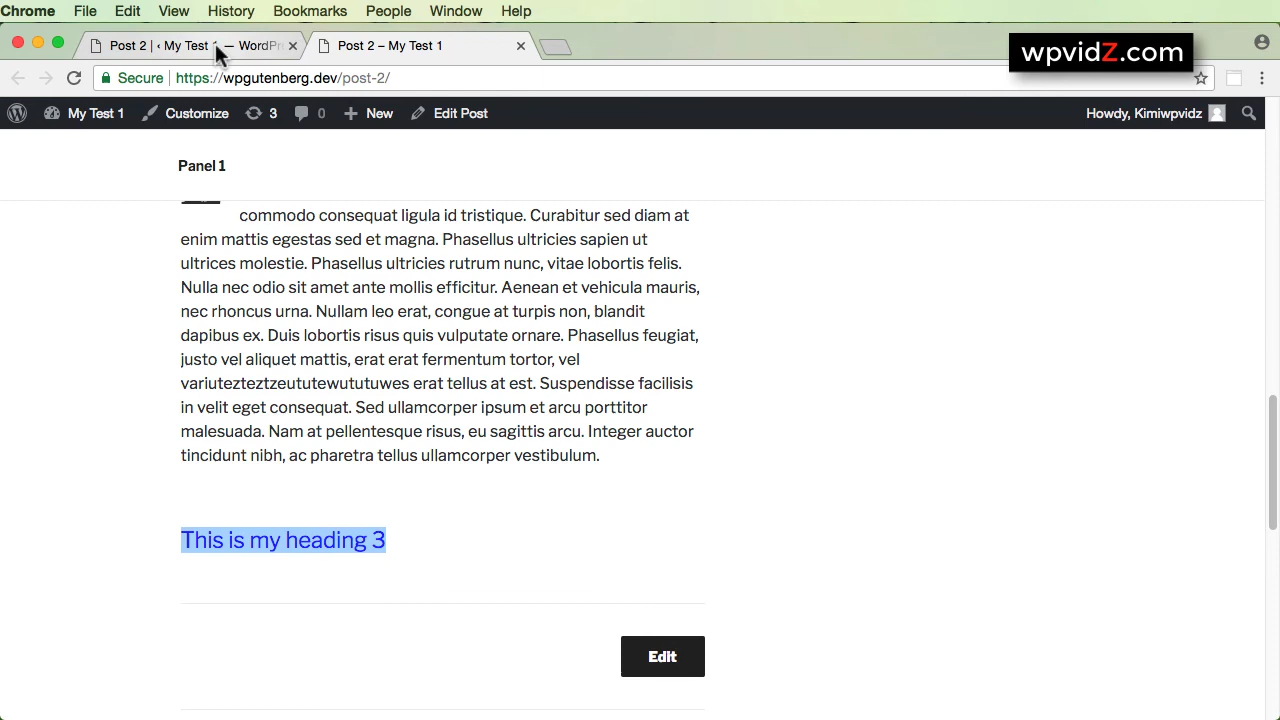 Chrome File Edit View History Bookmarks People Window Help
Post 2 | ‹ My Test 1 — WordPr
Post 2 – My Test 1
wpvidZ.com
Secure https://wpgutenberg.dev/post-2/
My Test 1 Customize 3 0 New Edit Post Howdy, Kimiwpvidz
Panel 1
commodo consequat ligula id tristique. Curabitur sed diam at
enim mattis egestas sed et magna. Phasellus ultricies sapien ut
ultrices molestie. Phasellus ultricies rutrum nunc, vitae lobortis felis.
Nulla nec odio sit amet ante mollis efficitur. Aenean et vehicula mauris,
nec rhoncus urna. Nullam leo erat, congue at turpis non, blandit
dapibus ex. Duis lobortis risus quis vulputate ornare. Phasellus feugiat,
justo vel aliquet mattis, erat erat fermentum tortor, vel
variutezteztzeututewututuwes erat tellus at est. Suspendisse facilisis
in velit eget consequat. Sed ullamcorper ipsum et arcu porttitor
malesuada. Nam at pellentesque risus, eu sagittis arcu. Integer auctor
tincidunt nibh, ac pharetra tellus ullamcorper vestibulum.
This is my heading 3
Edit